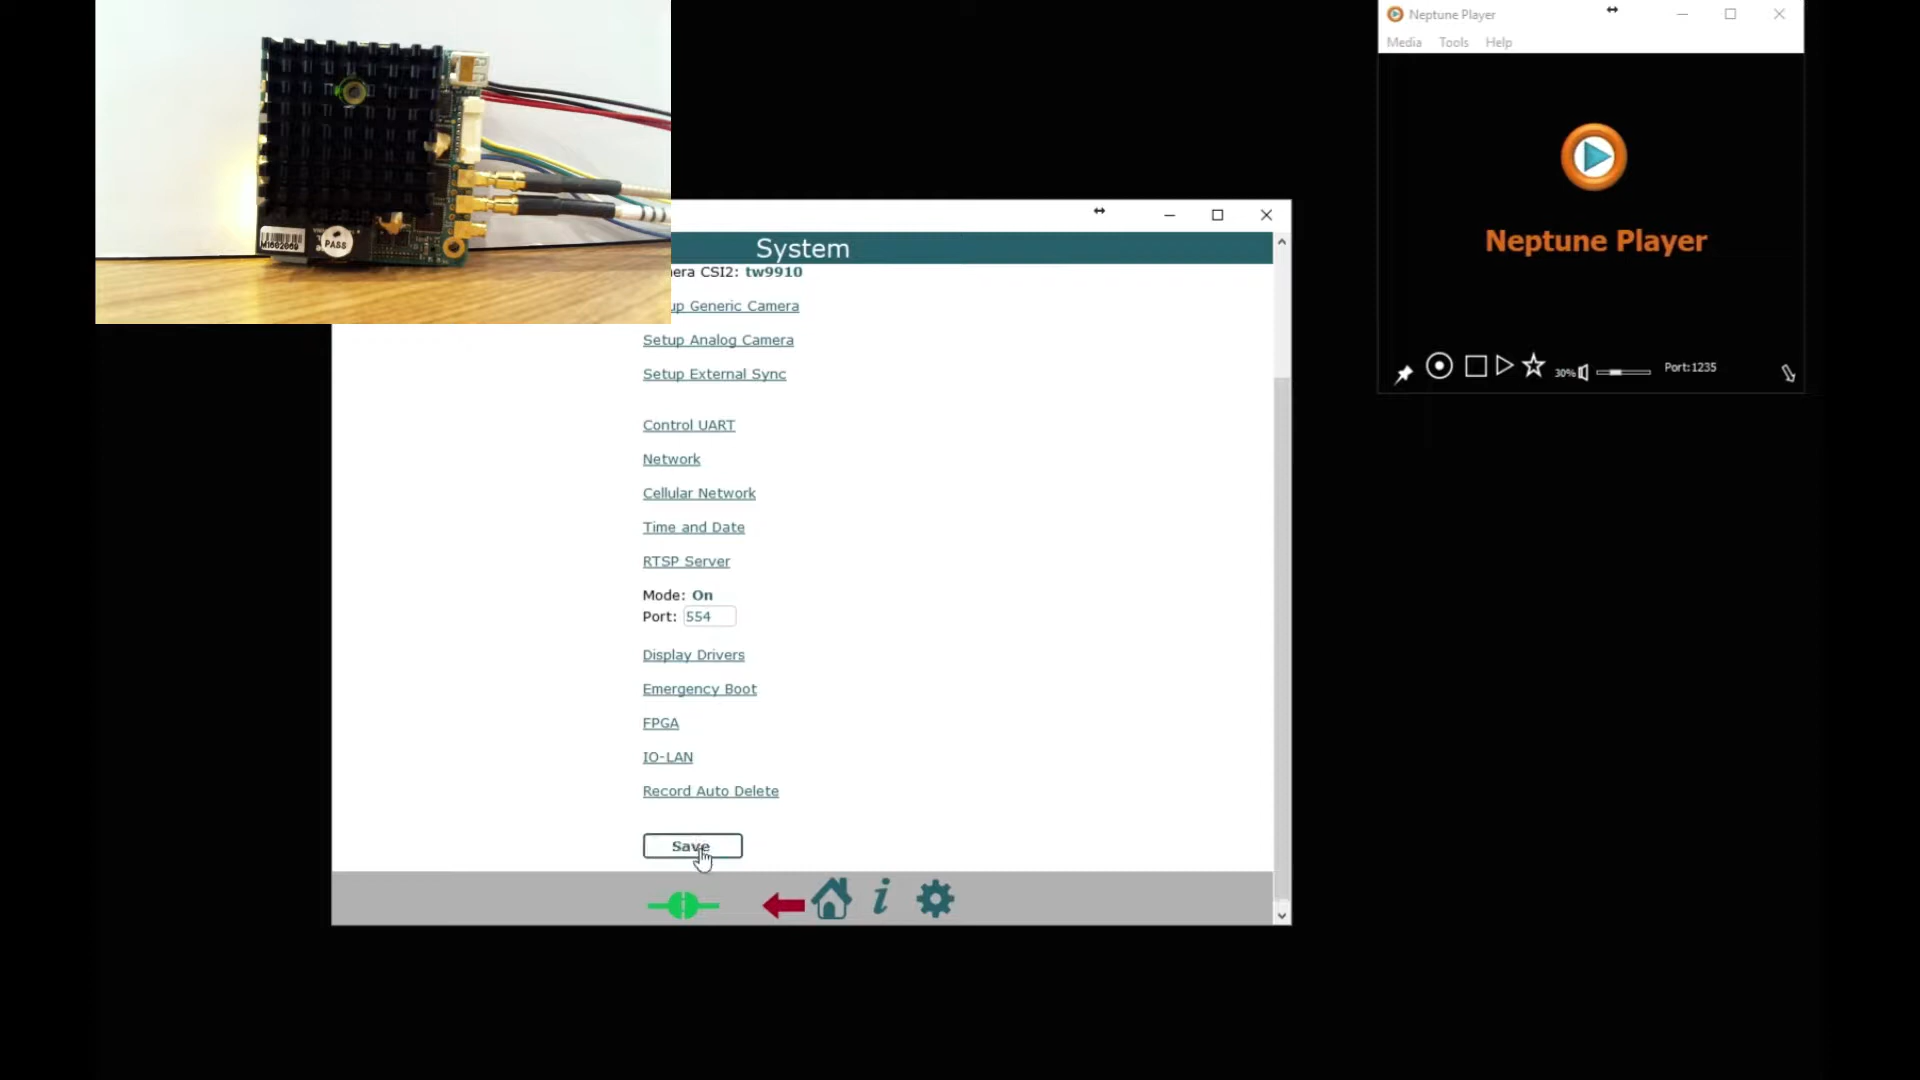 M1602069
PASS
Neptune Player
Media Tools Help
Neptune Player
30% Port:1235
System
era CSI2: tw9910
up Generic Camera
Setup Analog Camera
Setup External Sync
Control UART
Network
Cellular Network
Time and Date
RTSP Server
Mode: On
Port: 554
Display Drivers
Emergency Boot
FPGA
IO-LAN
Record Auto Delete
Save
i